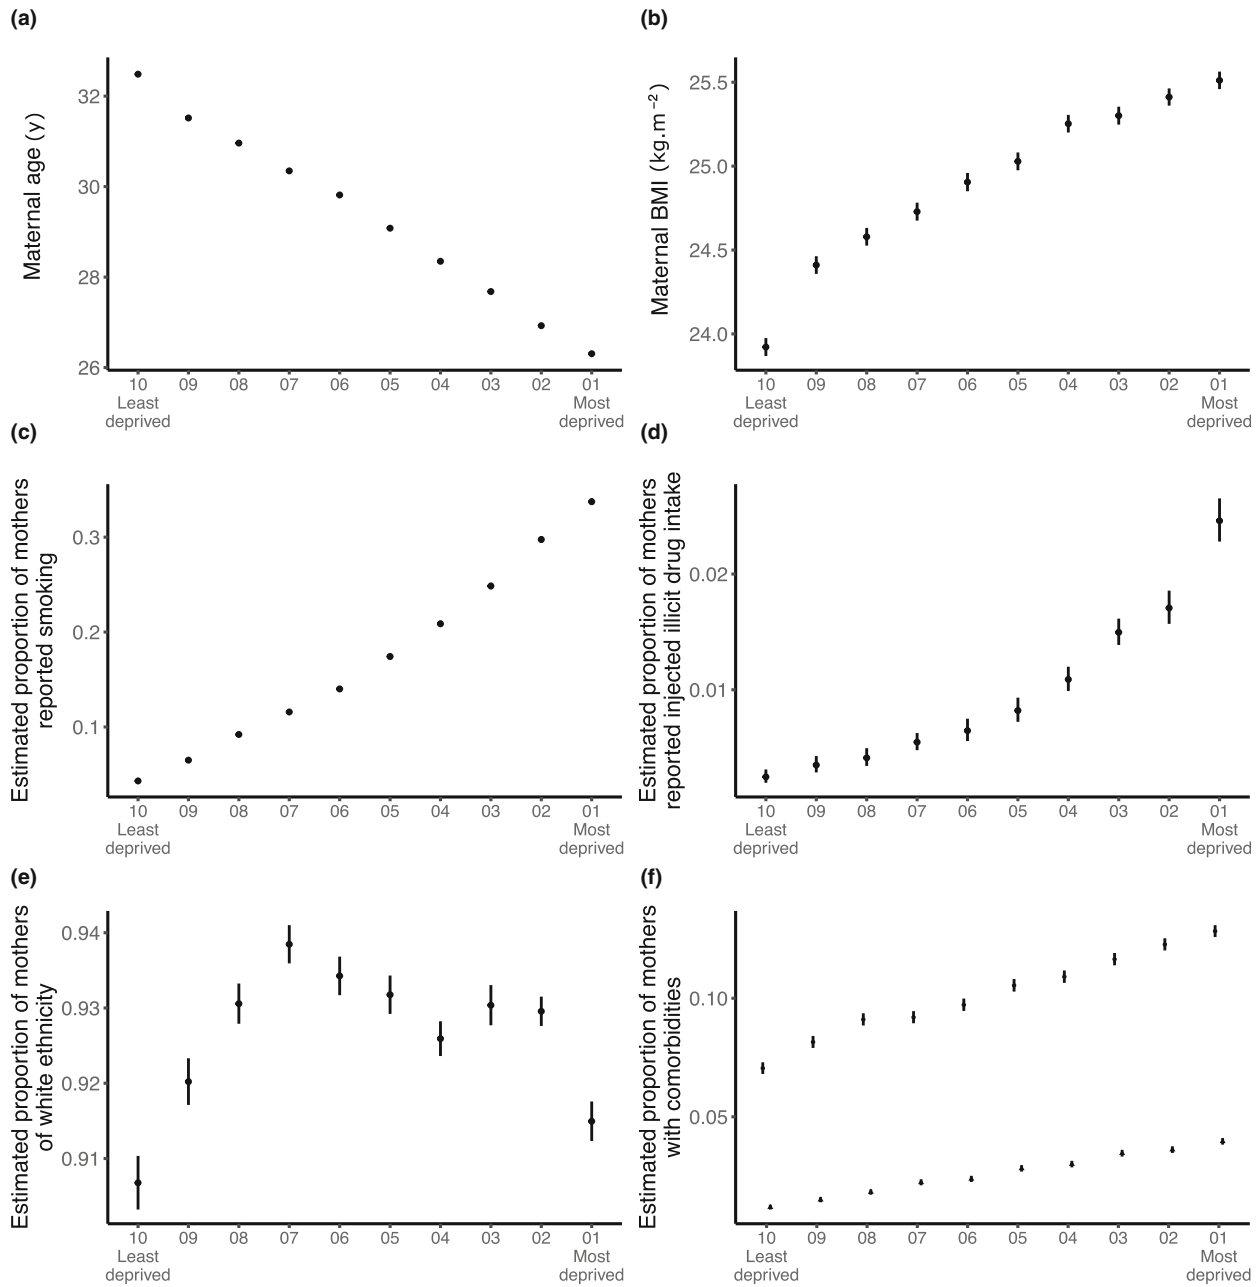 (a)
Maternal age (y)
32
30
28
26
10 09 08 07 06 05 04 03 02 01
Least Most
deprived deprived
(b)
Maternal BMI (kg.m⁻²)
25.5
25.0
24.5
24.0
10 09 08 07 06 05 04 03 02 01
Least Most
deprived deprived
(c)
Estimated proportion of mothers
reported smoking
0.3
0.2
0.1
10 09 08 07 06 05 04 03 02 01
Least Most
deprived deprived
(d)
Estimated proportion of mothers
reported injected illicit drug intake
0.02
0.01
10 09 08 07 06 05 04 03 02 01
Least Most
deprived deprived
(e)
Estimated proportion of mothers
of white ethnicity
0.94
0.93
0.92
0.91
10 09 08 07 06 05 04 03 02 01
Least Most
deprived deprived
(f)
Estimated proportion of mothers
with comorbidities
0.10
0.05
10 09 08 07 06 05 04 03 02 01
Least Most
deprived deprived